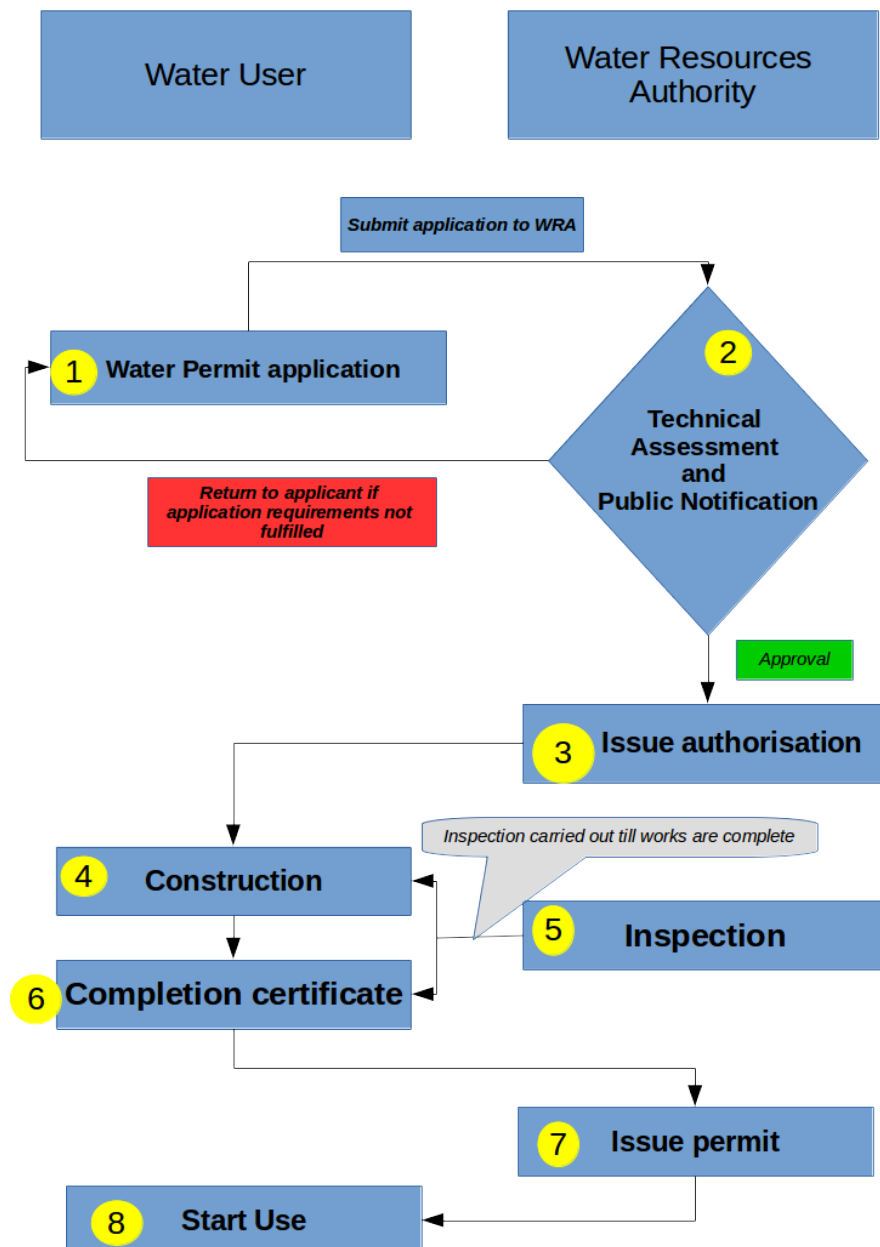 Water User
Water Resources
Authority
Submit application to WRA
1
Water Permit application
2
Technical
Assessment
and
Public Notification
Return to applicant if
application requirements not
fulfilled
Approval
3
Issue authorisation
Inspection carried out till works are complete
4
Construction
5
Inspection
6
Completion certificate
7
Issue permit
8
Start Use